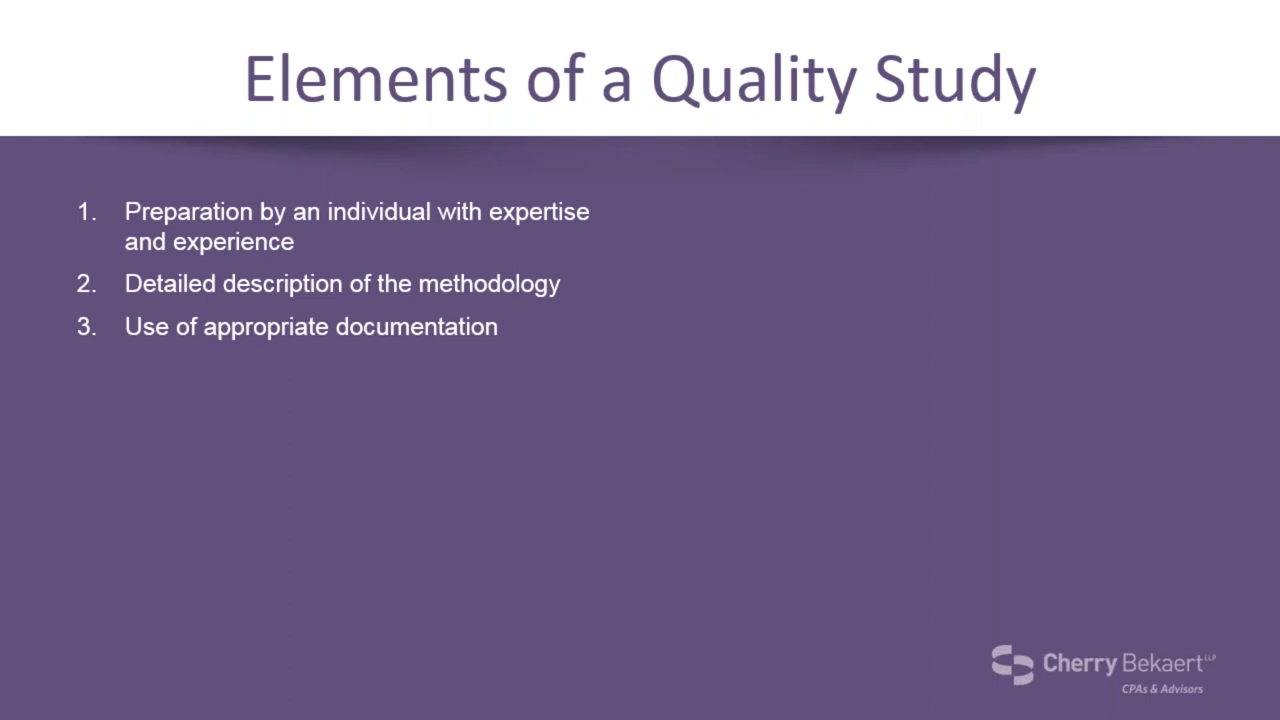 Elements of a Quality Study
1. Preparation by an individual with expertise
and experience
2. Detailed description of the methodology
3. Use of appropriate documentation
Cherry Bekaert LLP
CPAs & Advisors